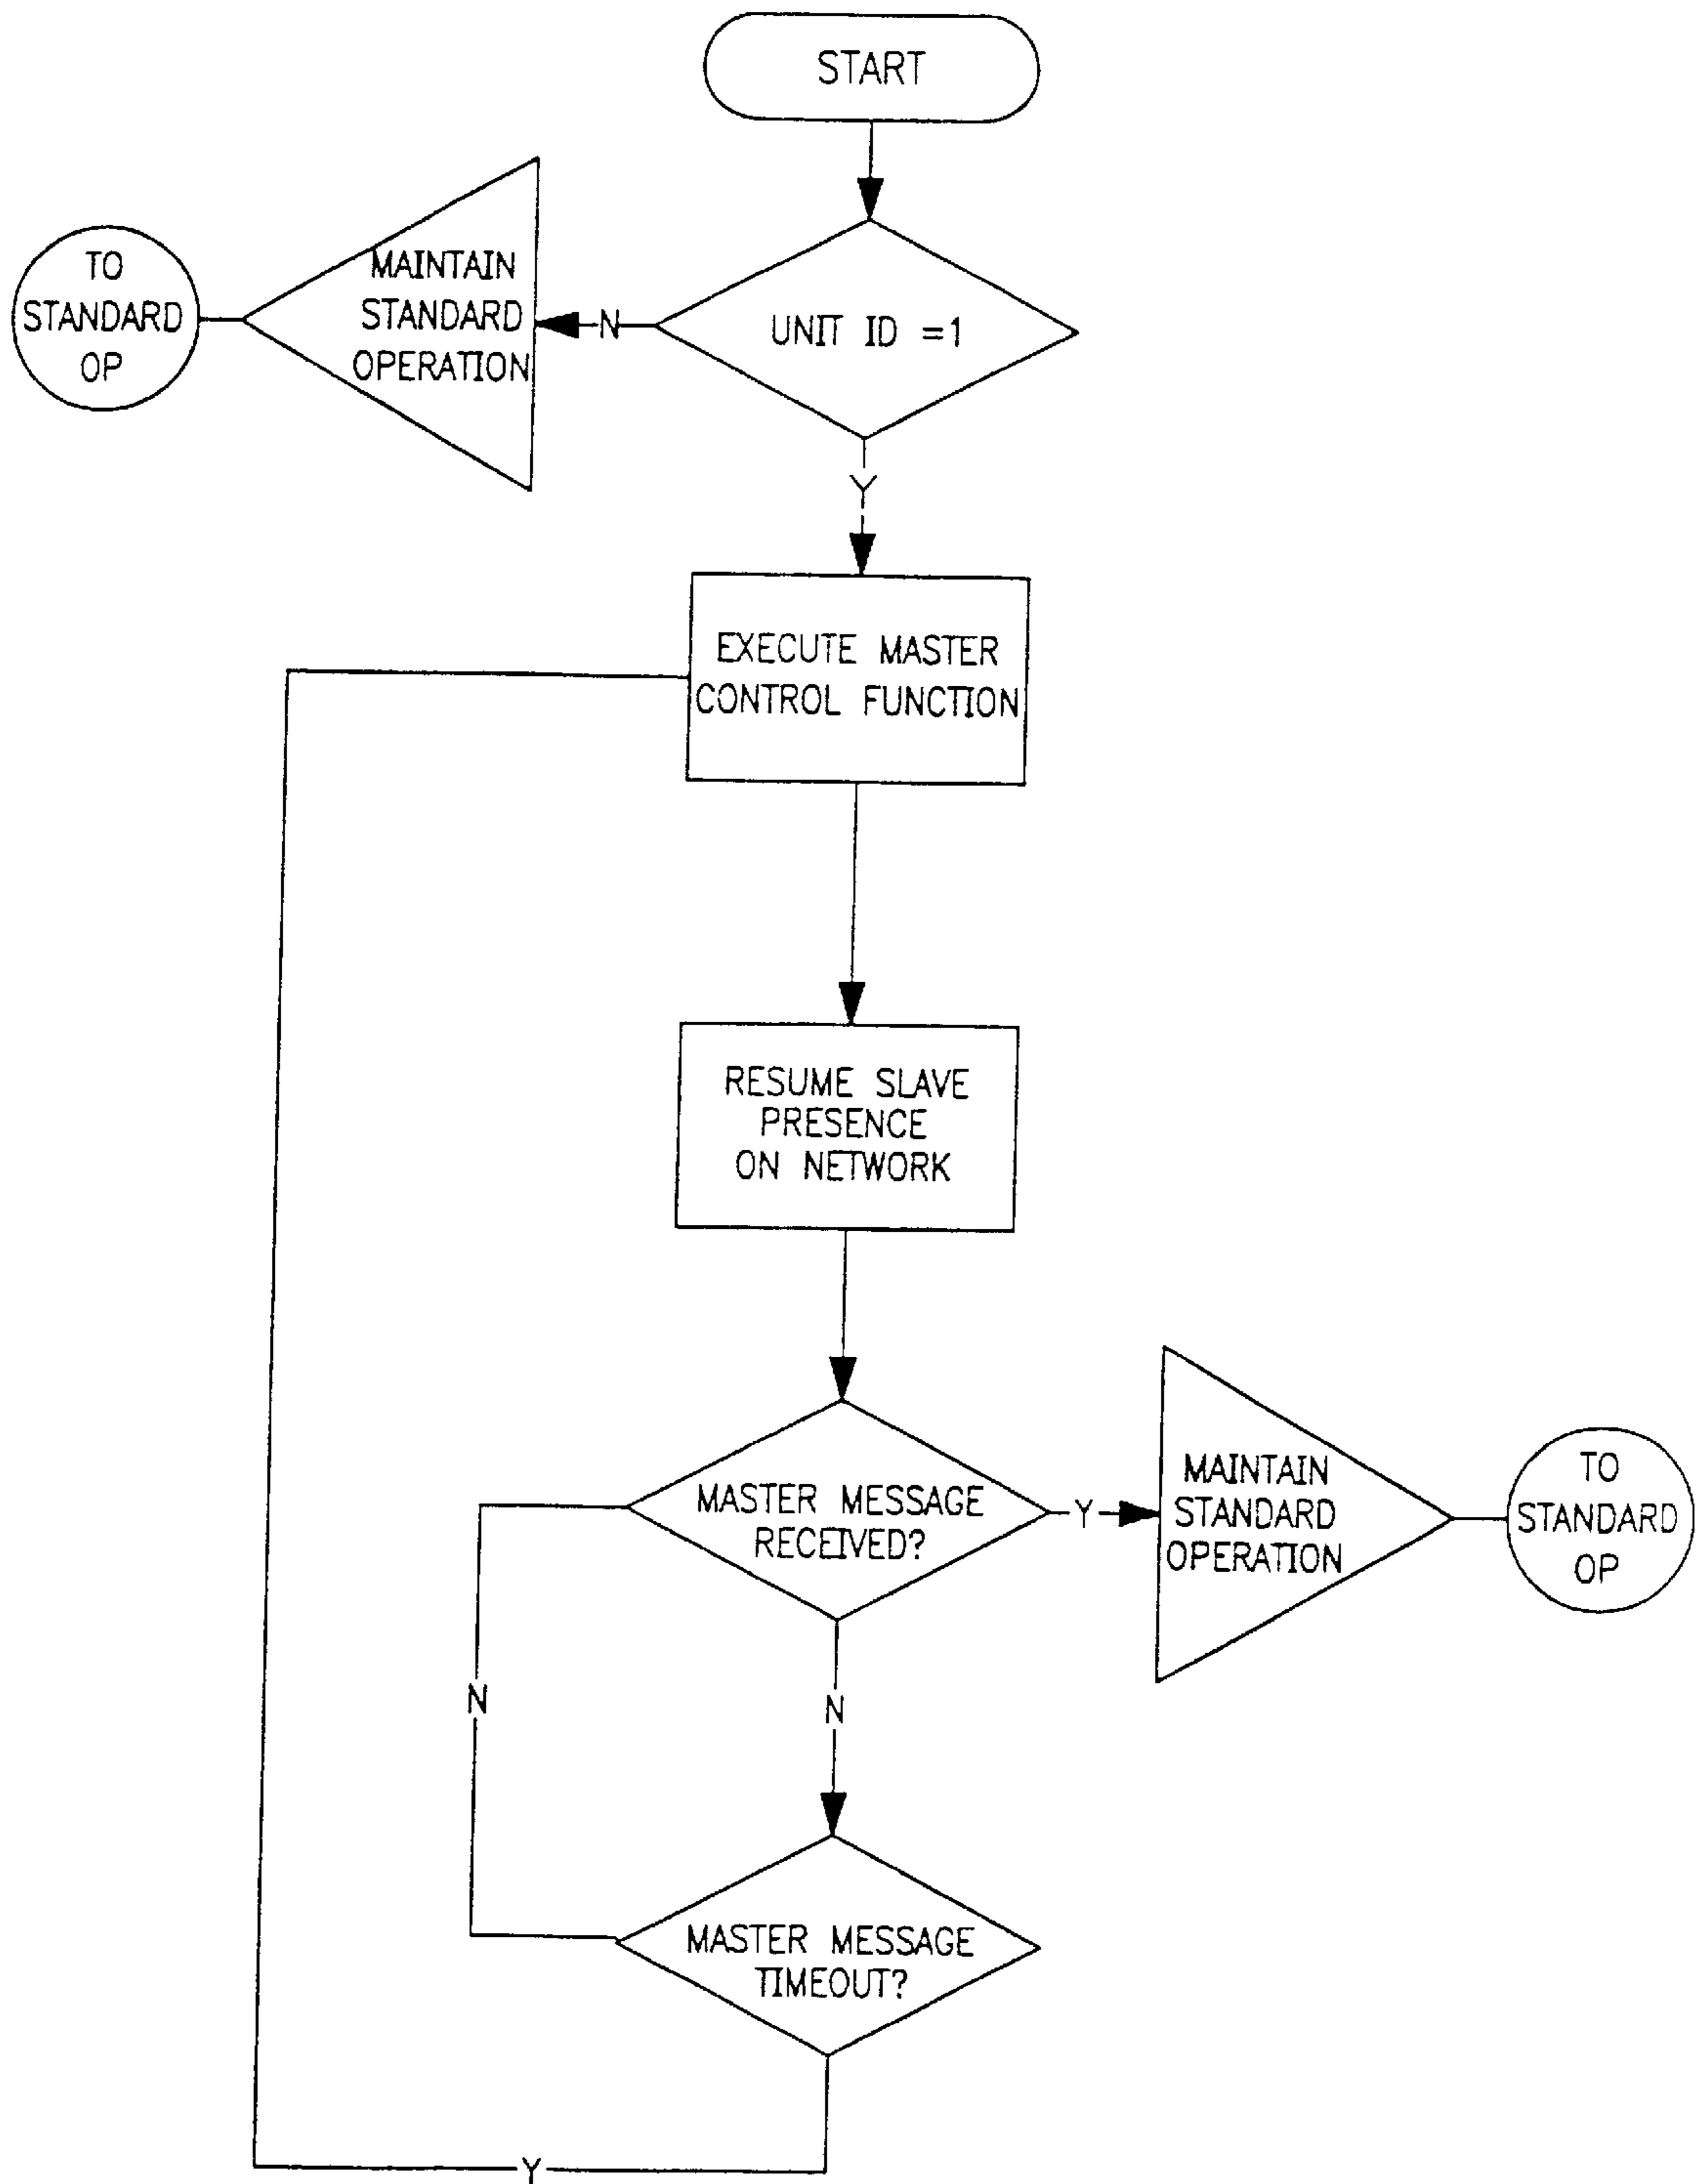 START
TO
STANDARD
OP
MAINTAIN
STANDARD
OPERATION
N
UNIT ID =1
Y
EXECUTE MASTER
CONTROL FUNCTION
RESUME SLAVE
PRESENCE
ON NETWORK
MASTER MESSAGE
RECEIVED?
Y
MAINTAIN
STANDARD
OPERATION
TO
STANDARD
OP
N
N
MASTER MESSAGE
TIMEOUT?
Y